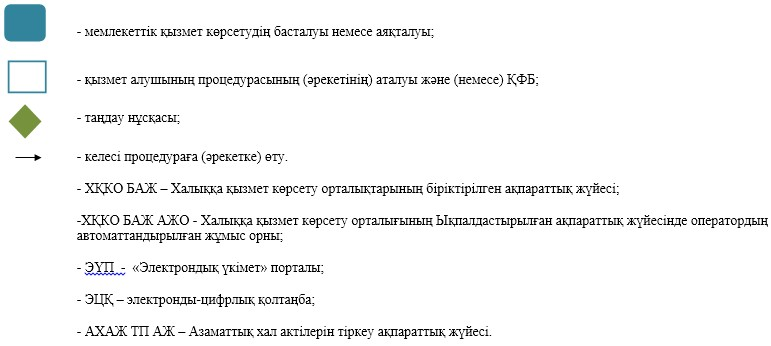 - мемлекеттік қызмет көрсетудің басталуы немесе аяқталуы;
- қызмет алушының процедурасының (әрекетінің) аталуы және (немесе) ҚФБ;
- таңдау нұсқасы;
- келесі процедураға (әрекетке) өту.
- ХҚКО БАЖ – Халыққа қызмет көрсету орталықтарының біріктірілген ақпараттық жүйесі;
-ХҚКО БАЖ АЖО - Халыққа қызмет көрсету орталығының Ықпалдастырылған ақпараттық жүйесінде оператордың
автоматтандырылған жұмыс орны;
- ЭҮП - «Электрондық үкімет» порталы;
- ЭЦҚ – электронды-цифрлық қолтаңба;
- АХАЖ ТП АЖ – Азаматтық хал актілерін тіркеу ақпараттық жүйесі.